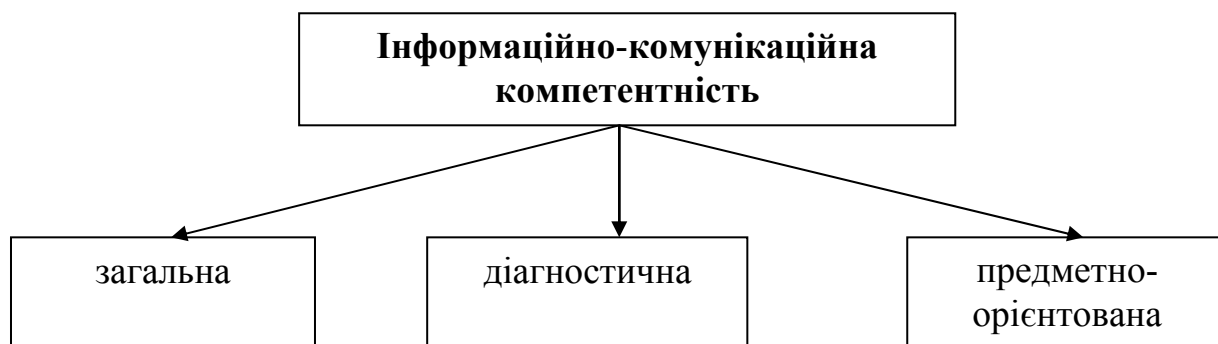 Інформаційно-комунікаційна
компетентність
загальна
діагностична
предметно-
орієнтована